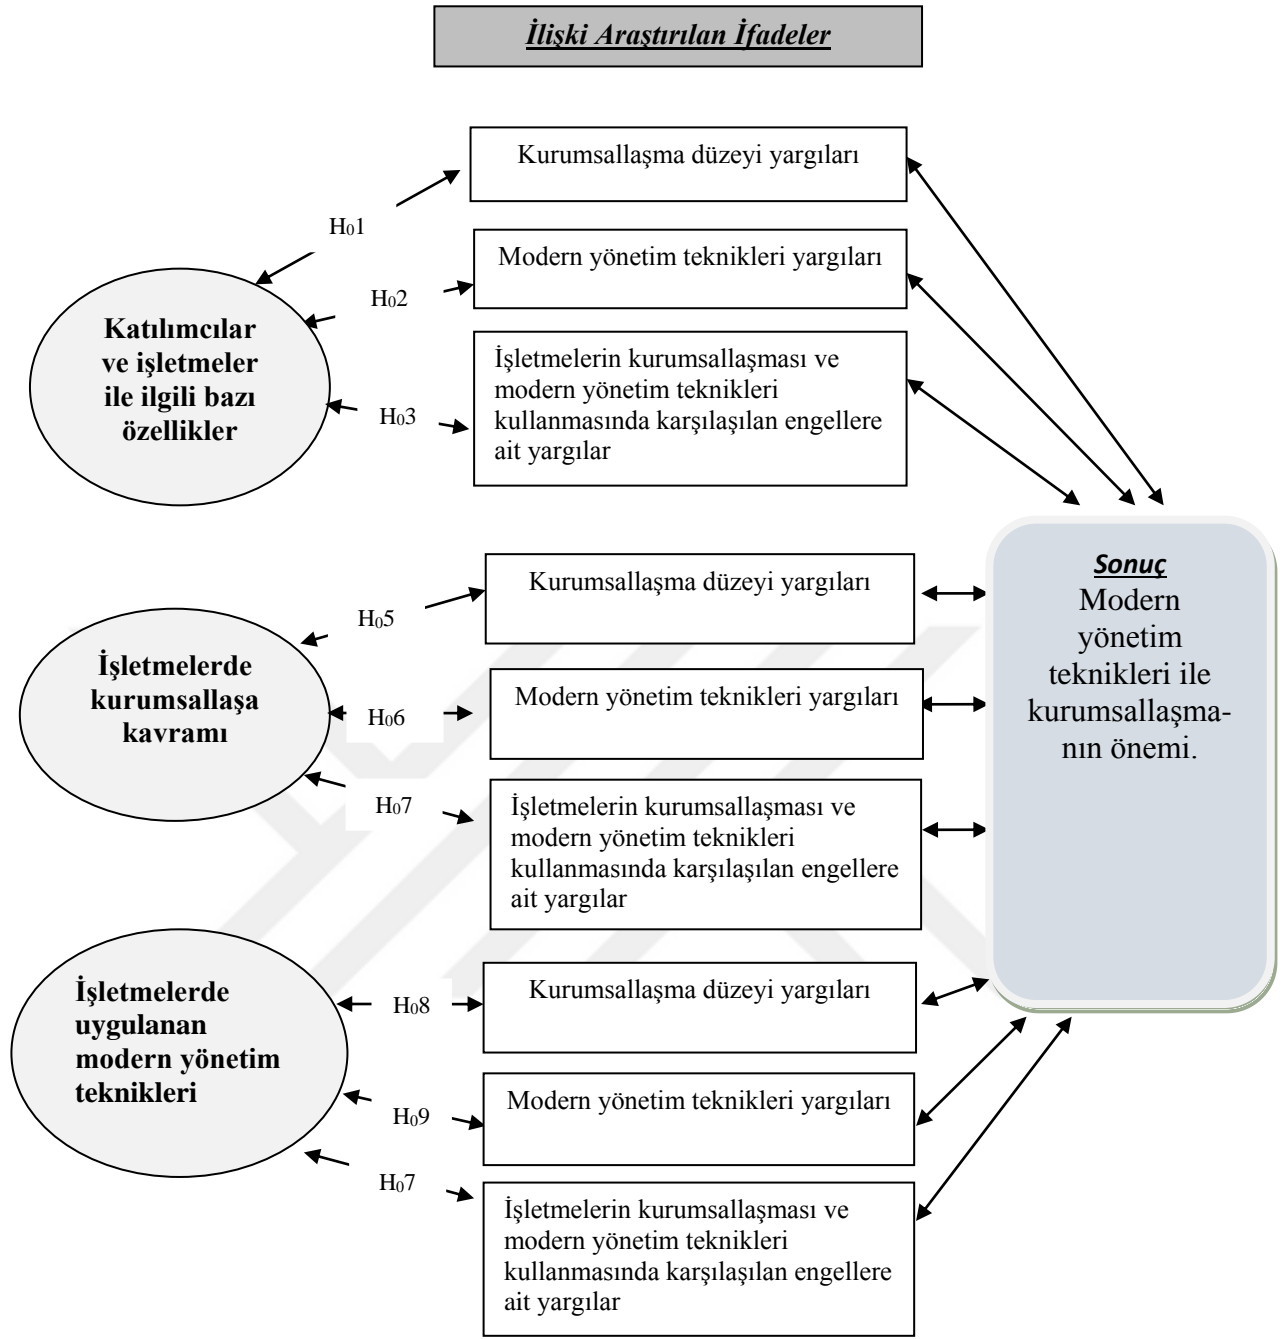 İlişki Araştırılan İfadeler
Kurumsallaşma düzeyi yargıları
H₀1
Modern yönetim teknikleri yargıları
H₀2
Katılımcılar
ve işletmeler
ile ilgili bazı
özellikler
İşletmelerin kurumsallaşması ve
modern yönetim teknikleri
kullanmasında karşılaşılan engellere
ait yargılar
H₀3
Kurumsallaşma düzeyi yargıları
H₀5
İşletmelerde
kurumsallaşa
kavramı
Modern yönetim teknikleri yargıları
H₀6
H₀7
İşletmelerin kurumsallaşması ve
modern yönetim teknikleri
kullanmasında karşılaşılan engellere
ait yargılar
Sonuç
Modern
yönetim
teknikleri ile
kurumsallaşma-
nın önemi.
İşletmelerde
uygulanan
modern yönetim
teknikleri
H₀8
Kurumsallaşma düzeyi yargıları
H₀9
Modern yönetim teknikleri yargıları
H₀7
İşletmelerin kurumsallaşması ve
modern yönetim teknikleri
kullanmasında karşılaşılan engellere
ait yargılar